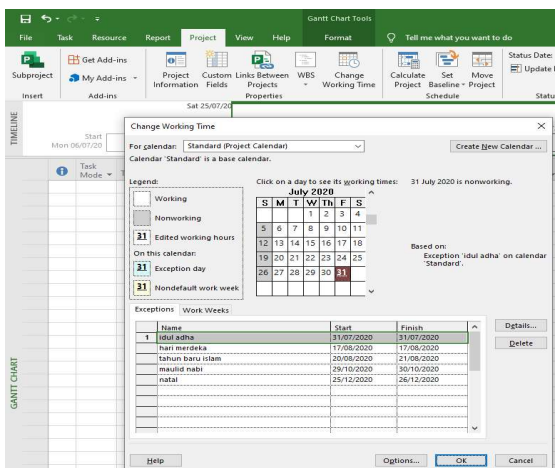 Gantt Chart Tools
File Task Resource Report Project View Help Format Tell me what you want to do
Subproject
Get Add-ins
My Add-ins
Project Information
Custom Fields
Links Between Projects
WBS
Change Working Time
Calculate Project
Set Baseline
Move Project
Status Date:
Update
Insert Add-ins Properties Schedule Statu
TIMELINE
Sat 25/07/20
Start
Mon 06/07/20
Task Mode
GANTT CHART
Change Working Time
For calendar: Standard (Project Calendar)
Create New Calendar ...
Calendar 'Standard' is a base calendar.
Legend:
Working
Nonworking
31 Edited working hours
On this calendar:
31 Exception day
31 Nondefault work week
Click on a day to see its working times:
July 2020
S M T W Th F S
1 2 3 4
5 6 7 8 9 10 11
12 13 14 15 16 17 18
19 20 21 22 23 24 25
26 27 28 29 30 31
31 July 2020 is nonworking.
Based on:
Exception 'idul adha' on calendar
'Standard'.
Exceptions Work Weeks
Name Start Finish
1 idul adha 31/07/2020 31/07/2020
hari merdeka 17/08/2020 17/08/2020
tahun baru islam 20/08/2020 21/08/2020
maulid nabi 29/10/2020 30/10/2020
natal 25/12/2020 26/12/2020
Details...
Delete
Help Options... OK Cancel